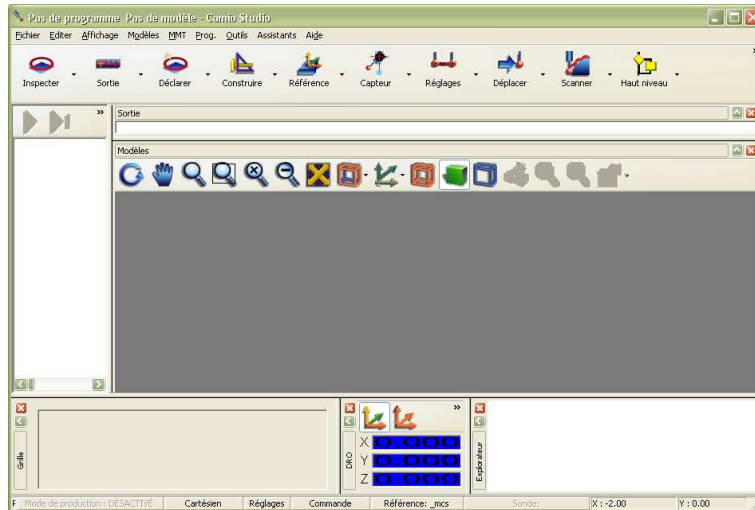 Pas de programme Pas de modèle - Camio Studio
Fichier Editer Affichage Modèles MMT Prog. Outils Assistants Aide
»
Inspecter Sortie Déclarer Construire Référence Capteur Réglages Déplacer Scanner Haut niveau
» Sortie
Modèles
»
X 0.000
Y 0.000
Z 0.000
Grille
DRO
Explorateur
F Mode de production : DÉSACTIVÉ Cartésien Réglages Commande Référence: _mcs Sonde: X : -2.00 Y : 0.00